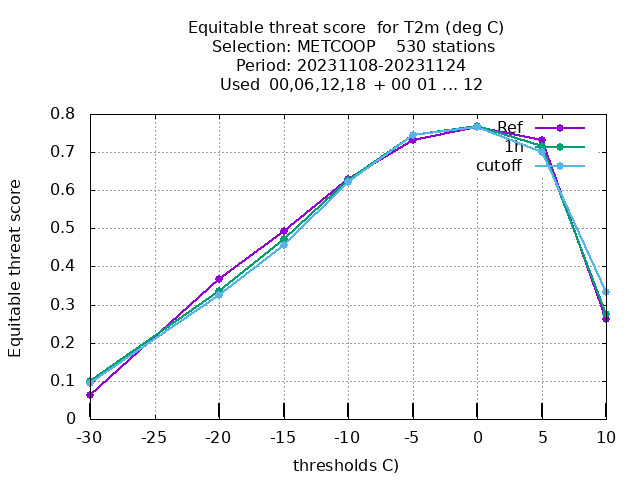 Equitable threat score  for T2m (deg C)
Selection: METCOOP    530 stations
Period: 20231108-20231124
Used  00,06,12,18  + 00 01 ... 12
Equitable threat score
0.8
0.7
0.6
0.5
0.4
0.3
0.2
0.1
0
Ref
1h
cutoff
-30 -25 -20 -15 -10 -5 0 5 10
thresholds C)